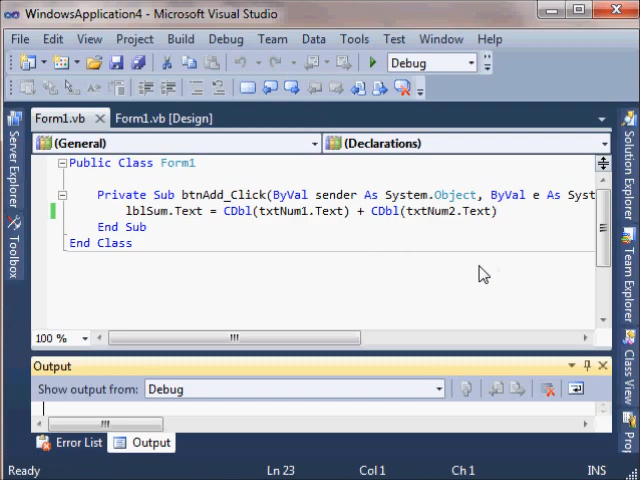 WindowsApplication4 - Microsoft Visual Studio
File Edit View Project Build Debug Team Data Tools Test Window Help
Debug
Form1.vb Form1.vb [Design]
(General) (Declarations)
Public Class Form1
Private Sub btnAdd_Click(ByVal sender As System.Object, ByVal e As Syst
lblSum.Text = CDbl(txtNum1.Text) + CDbl(txtNum2.Text)
End Sub
End Class
100 %
Output
Show output from: Debug
Error List Output
Ready Ln 23 Col 1 Ch 1 INS
Server Explorer
Toolbox
Solution Explorer
Team Explorer
Class View
Prop